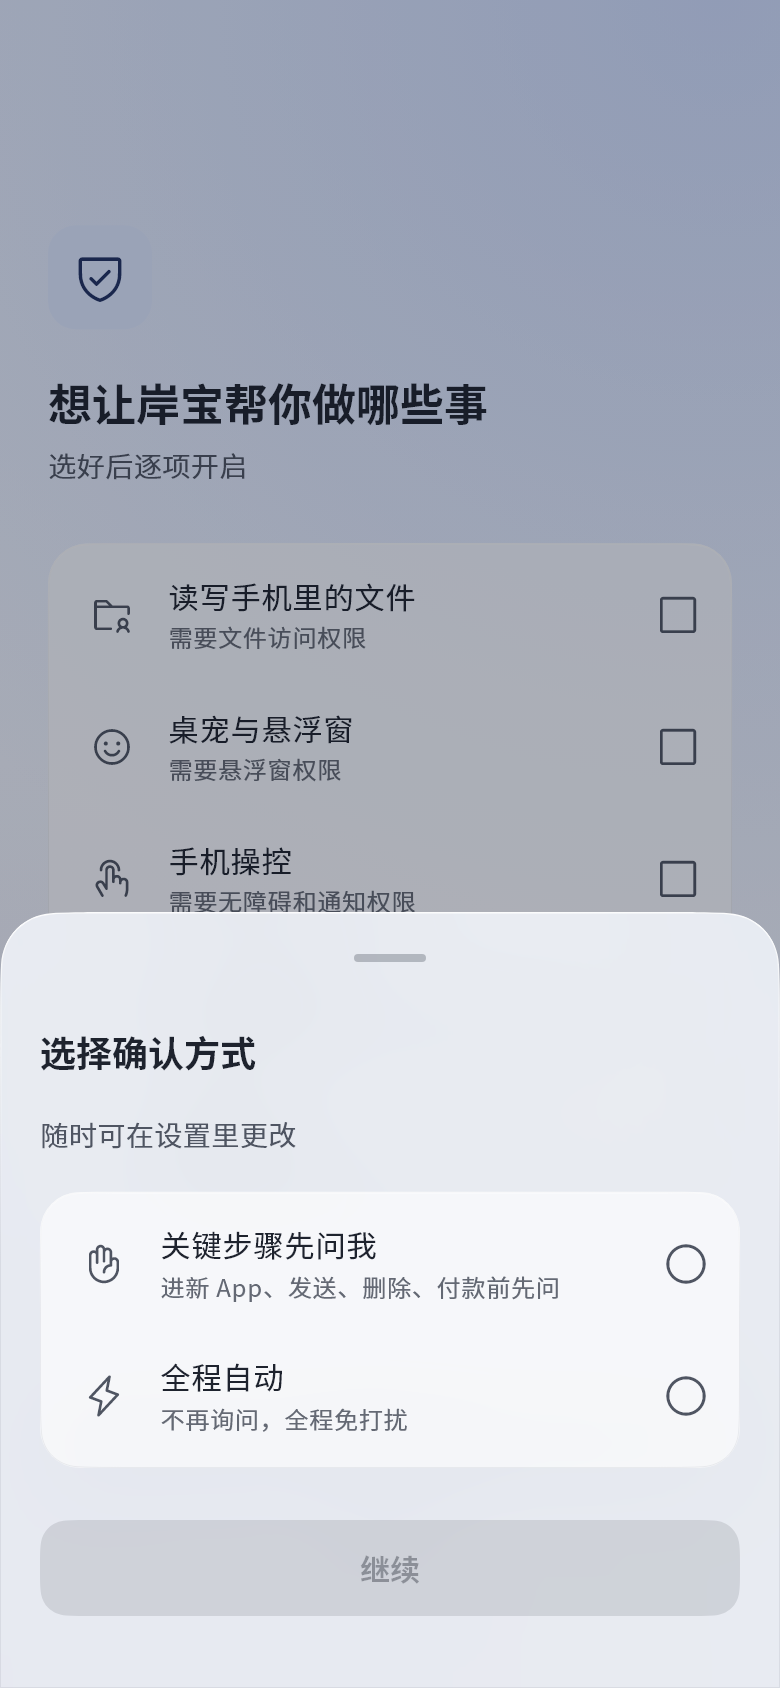 想让岸宝帮你做哪些事
选好后逐项开启
读写手机里的文件
需要文件访问权限
桌宠与悬浮窗
需要悬浮窗权限
手机操控
需要无障碍和通知权限
选择确认方式
随时可在设置里更改
关键步骤先问我
进新 App、发送、删除、付款前先问
全程自动
不再询问，全程免打扰
继续